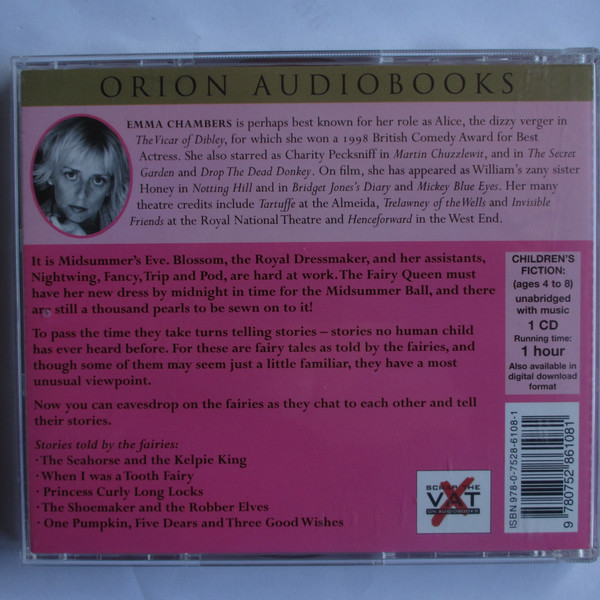 ORION AUDIOBOOKS
EMMA CHAMBERS is perhaps best known for her role as Alice, the dizzy verger in
The Vicar of Dibley, for which she won a 1998 British Comedy Award for Best
Actress. She also starred as Charity Pecksniff in Martin Chuzzlewit, and in The Secret
Garden and Drop The Dead Donkey. On film, she has appeared as William's zany sister
Honey in Notting Hill and in Bridget Jones's Diary and Mickey Blue Eyes. Her many
theatre credits include Tartuffe at the Almeida, Trelawney of the Wells and Invisible
Friends at the Royal National Theatre and Henceforward in the West End.
It is Midsummer's Eve. Blossom, the Royal Dressmaker, and her assistants,
Nightwing, Fancy, Trip and Pod, are hard at work. The Fairy Queen must
have her new dress by midnight in time for the Midsummer Ball, and there
are still a thousand pearls to be sewn on to it!
To pass the time they take turns telling stories – stories no human child
has ever heard before. For these are fairy tales as told by the fairies, and
though some of them may seem just a little familiar, they have a most
unusual viewpoint.
Now you can eavesdrop on the fairies as they chat to each other and tell
their stories.
Stories told by the fairies:
· The Seahorse and the Kelpie King
· When I was a Tooth Fairy
· Princess Curly Long Locks
· The Shoemaker and the Robber Elves
· One Pumpkin, Five Dears and Three Good Wishes
CHILDREN'S
FICTION:
(ages 4 to 8)
unabridged
with music
1 CD
Running time:
1 hour
Also available in
digital download
format
SCRAP THE
VAT
ON AUDIOBOOKS
ISBN 978-0-7528-6108-1
9 780752 861081